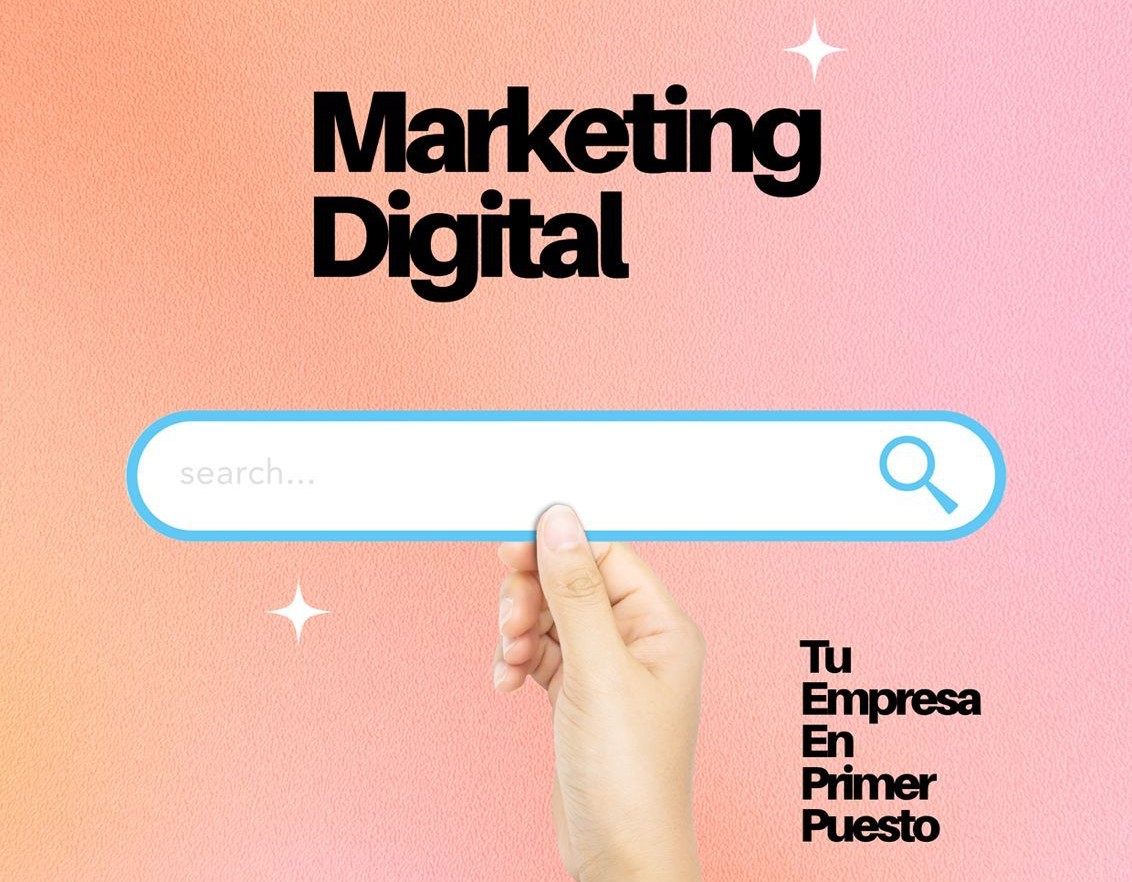 Marketing
Digital
search...
Tu
Empresa
En
Primer
Puesto